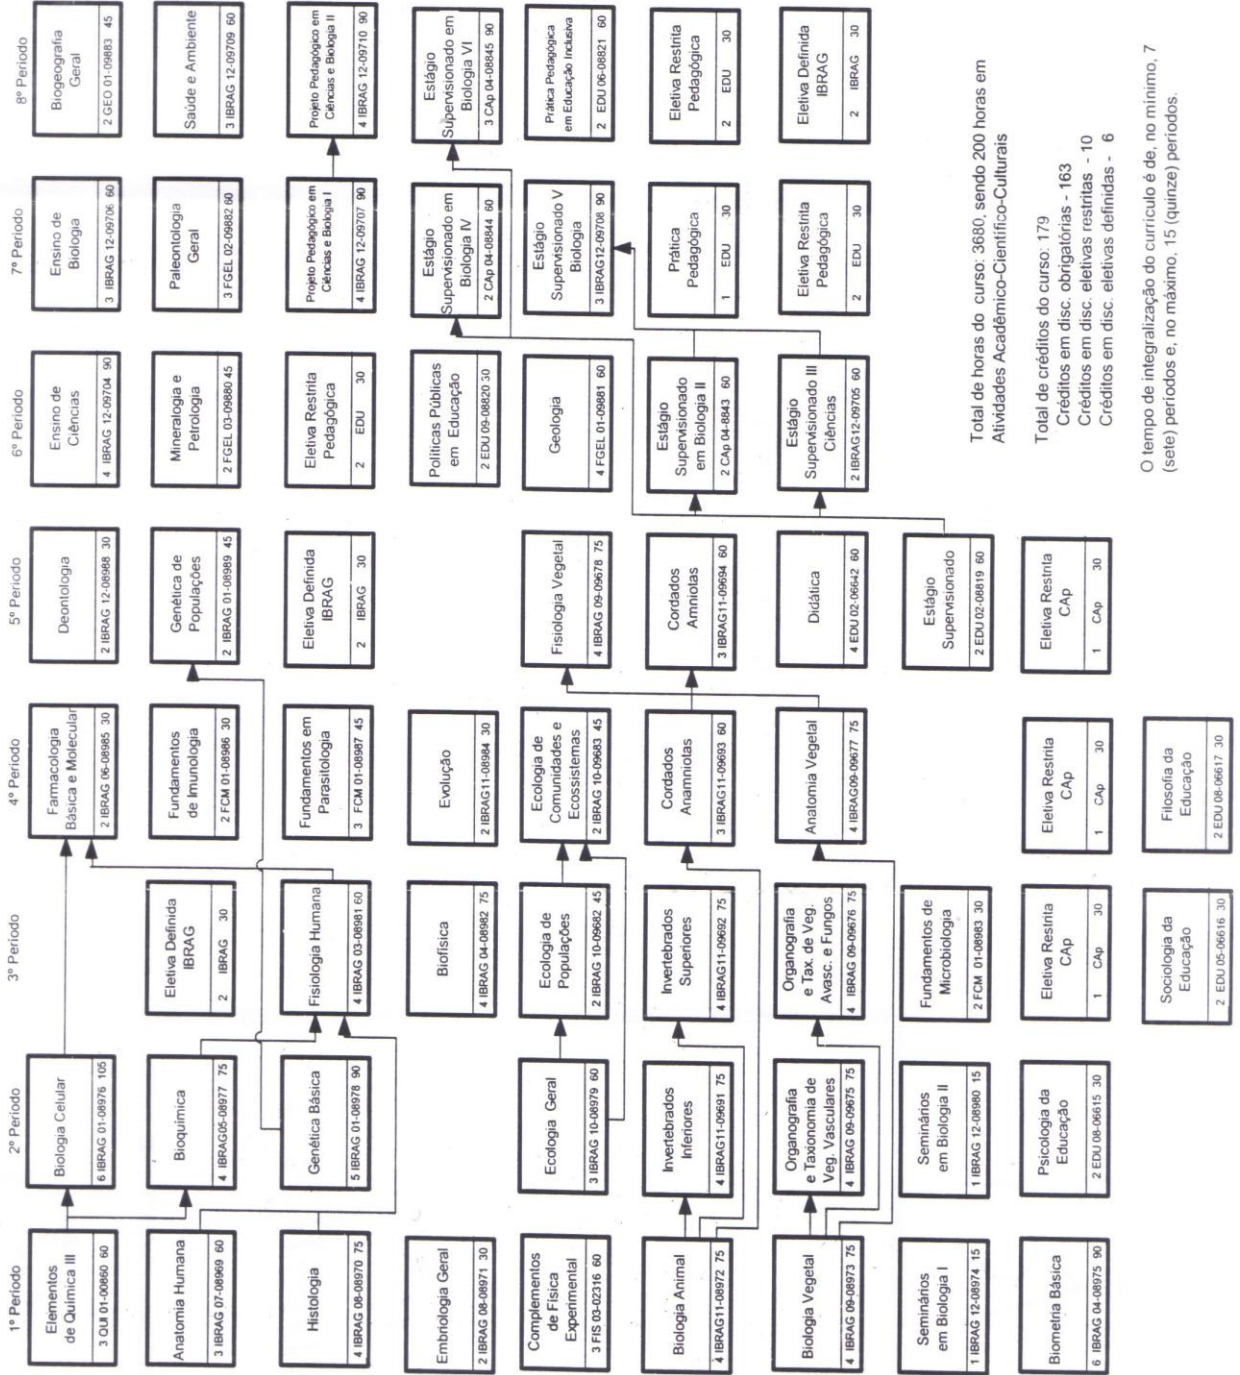 1º Periodo
Elementos
de Química III
3 QUI 01-00860 60
Anatomia Humana
3 IBRAG 07-08969 60
Histologia
4 IBRAG 08-08970 75
Embriologia Geral
2 IBRAG 08-08971 30
Complementos
de Física
Experimental
3 FIS 03-02316 60
Biologia Animal
4 IBRAG11-08972 75
Biologia Vegetal
4 IBRAG 09-08973 75
Seminários
em Biologia I
1 IBRAG 12-08974 15
Biometria Básica
6 IBRAG 04-08975 90
2º Periodo
Biologia Celular
6 IBRAG 01-08976 105
Bioquímica
4 IBRAG05-08977 75
Genética Básica
5 IBRAG 01-08978 90
Ecologia Geral
3 IBRAG 10-08979 60
Invertebrados
Inferiores
4 IBRAG11-09691 75
Organografia
e Taxionomia de
Veg. Vasculares
4 IBRAG 09-09675 75
Seminários
em Biologia II
1 IBRAG 12-08980 15
Psicologia da
Educação
2 EDU 08-06615 30
3º Periodo
Eletiva Definida
IBRAG
2 IBRAG 30
Fisiologia Humana
4 IBRAG 03-08981 60
Biofísica
4 IBRAG 04-08982 75
Ecologia de
Populações
2 IBRAG 10-09682 45
Invertebrados
Superiores
4 IBRAG11-09692 75
Organografia
e Tax. de Veg.
Avasc. e Fungos
4 IBRAG 09-09676 75
Fundamentos de
Microbiologia
2 FCM 01-08983 30
Eletiva Restrita
CAp
1 CAp 30
Sociologia da
Educação
2 EDU 05-06616 30
4º Periodo
Farmacologia
Básica e Molecular
2 IBRAG 06-08985 30
Fundamentos
de Imunologia
2 FCM 01-08986 30
Fundamentos em
Parasitologia
3 FCM 01-08987 45
Evolução
2 IBRAG11-08984 30
Ecologia de
Comunidades e
Ecossistemas
2 IBRAG 10-09683 45
Cordados
Anamniotas
3 IBRAG11-09693 60
Anatomia Vegetal
4 IBRAG09-09677 75
Eletiva Restrita
CAp
1 CAp 30
Filosofia da
Educação
2 EDU 08-06617 30
5º Periodo
Deontologia
2 IBRAG 12-08988 30
Genética de
Populações
2 IBRAG 01-08989 45
Eletiva Definida
IBRAG
2 IBRAG 30
Fisiologia Vegetal
4 IBRAG 09-09678 75
Cordados
Amniotas
3 IBRAG11-09694 60
Didática
4 EDU 02-06642 60
Estágio
Supervisionado
2 EDU 02-08819 60
Eletiva Restrita
CAp
1 CAp 30
6º Periodo
Ensino de
Ciências
4 IBRAG 12-09704 90
Mineralogia e
Petrologia
2 FGEL 03-09880 45
Eletiva Restrita
Pedagógica
2 EDU 30
Políticas Públicas
em Educação
2 EDU 09-08820 30
Geologia
4 FGEL 01-09881 60
Estágio
Supervisionado
em Biologia II
2 CAp 04-8843 60
Estágio
Supervisionado III
Ciências
2 IBRAG12-09705 60
7º Periodo
Ensino de
Biologia
3 IBRAG 12-09706 60
Paleontologia
Geral
3 FGEL 02-09882 60
Projeto Pedagógico em
Ciências e Biologia I
4 IBRAG 12-09707 90
Estágio
Supervisionado em
Biologia IV
2 CAp 04-08844 60
Estágio
Supervisionado V
Biologia
3 IBRAG12-09708 90
Prática
Pedagógica
1 EDU 30
Eletiva Restrita
Pedagógica
2 EDU 30
8º Periodo
Biogeografia
Geral
2 GEO 01-09883 45
Saúde e Ambiente
3 IBRAG 12-09709 60
Projeto Pedagógico em
Ciências e Biologia II
4 IBRAG 12-09710 90
Estágio
Supervisionado em
Biologia VI
3 CAp 04-08845 90
Prática Pedagógica
em Educação Inclusiva
2 EDU 06-08821 60
Eletiva Restrita
Pedagógica
2 EDU 30
Eletiva Definida
IBRAG
2 IBRAG 30
Total de horas do curso: 3680, sendo 200 horas em
Atividades Acadêmico-Científico-Culturais
Total de créditos do curso: 179
Créditos em disc. obrigatórias - 163
Créditos em disc. eletivas restritas - 10
Créditos em disc. eletivas definidas - 6
O tempo de integralização do currículo é de, no mínimo, 7
(sete) períodos e, no máximo, 15 (quinze) períodos.